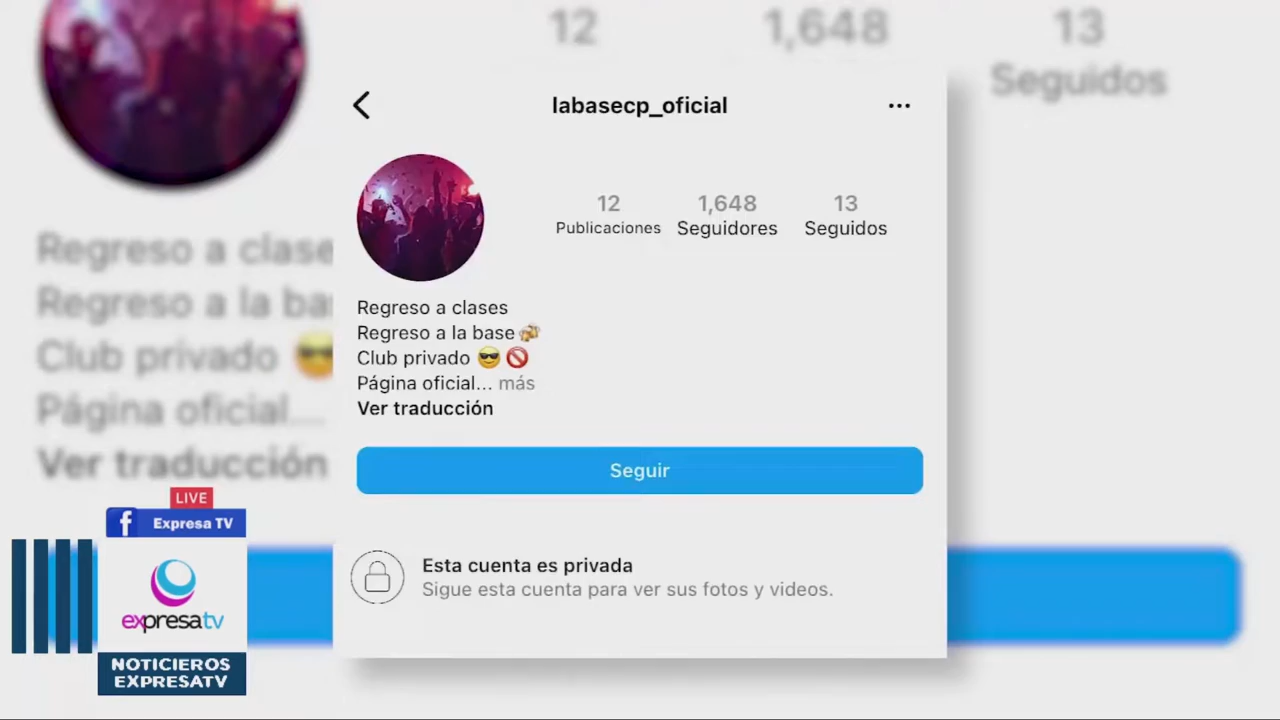 12
1,648
13
Seguidos
labasecp_oficial
12
1,648
13
Publicaciones
Seguidores
Seguidos
Regreso a clases
Regreso a la base🍻
Club privado 😎 🚫
Página oficial... más
Ver traducción
Seguir
Esta cuenta es privada
Sigue esta cuenta para ver sus fotos y videos.
Regreso a clase
Regreso a la ba
Club privado 😎
Página oficial...
Ver traducción
LIVE
f Expresa TV
expresatv
NOTICIEROS
EXPRESATV